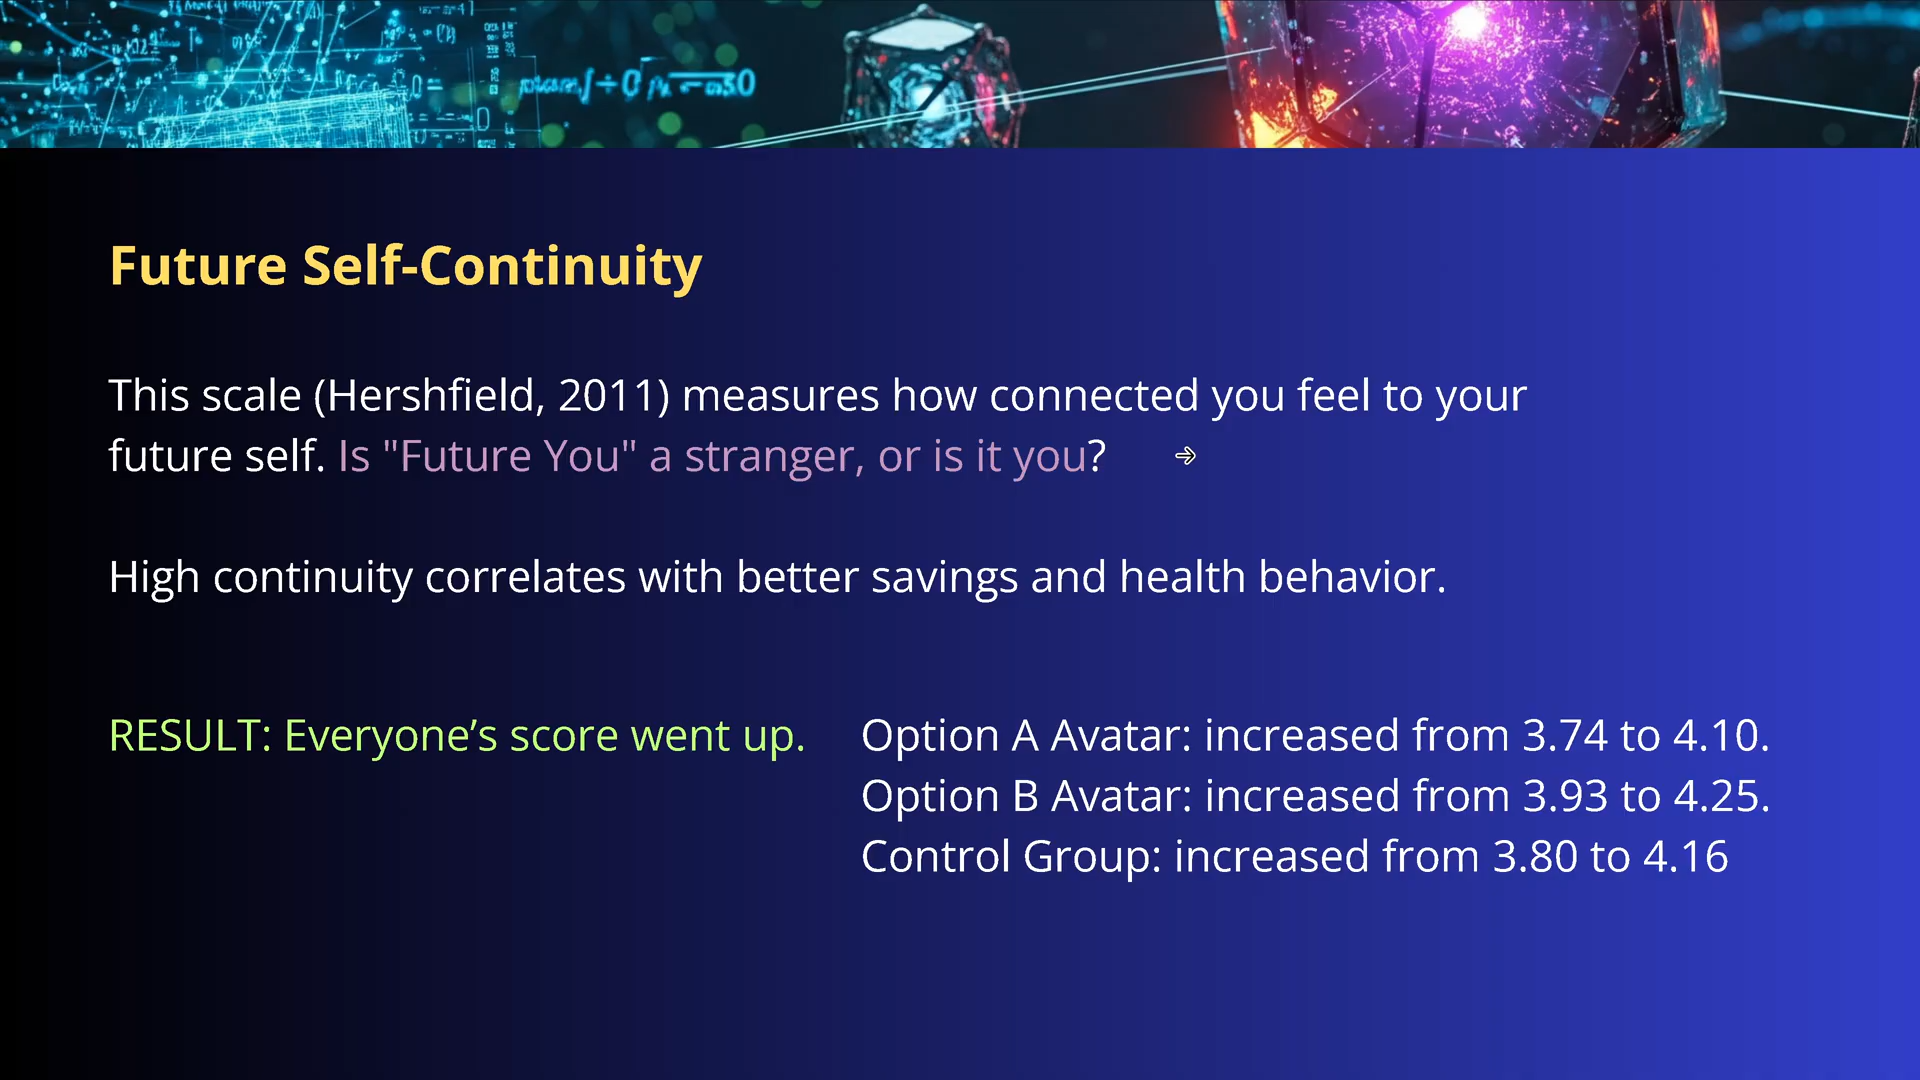 Future Self-Continuity
This scale (Hershfield, 2011) measures how connected you feel to your
future self. Is "Future You" a stranger, or is it you?
High continuity correlates with better savings and health behavior.
RESULT: Everyone’s score went up.
Option A Avatar: increased from 3.74 to 4.10.
Option B Avatar: increased from 3.93 to 4.25.
Control Group: increased from 3.80 to 4.16